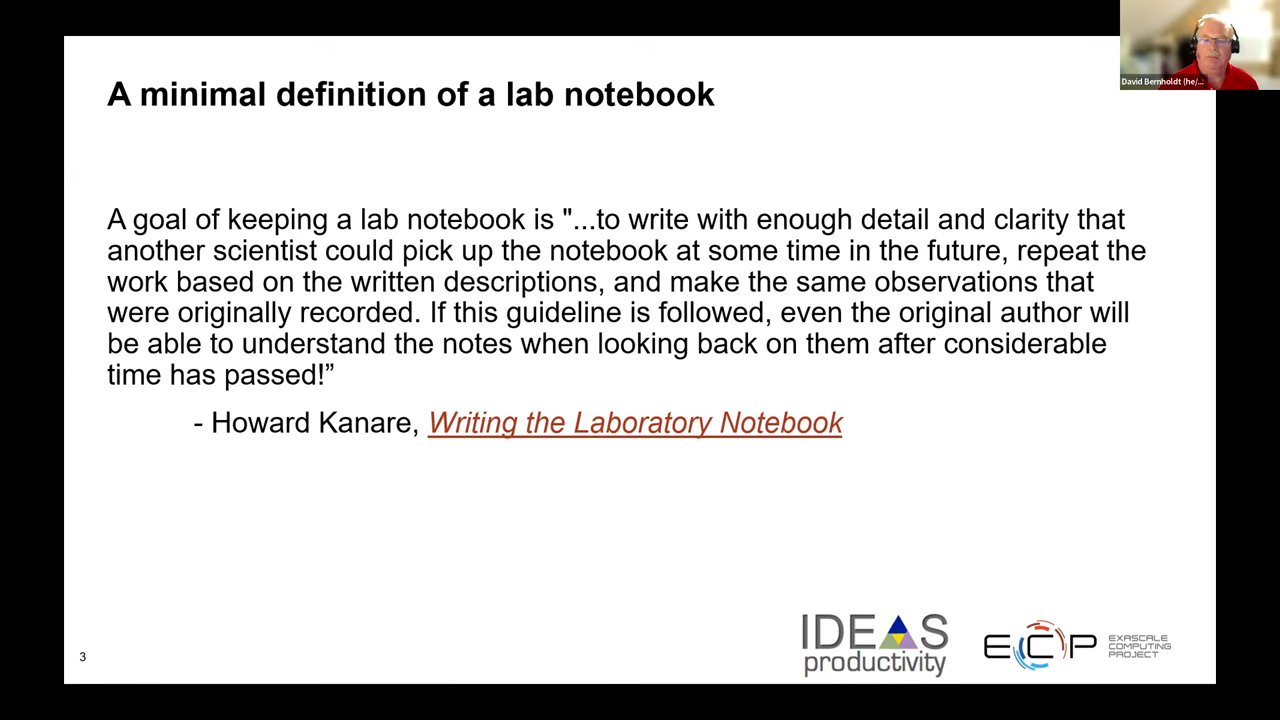 David Bernholdt (he/...
A minimal definition of a lab notebook
A goal of keeping a lab notebook is "...to write with enough detail and clarity that
another scientist could pick up the notebook at some time in the future, repeat the
work based on the written descriptions, and make the same observations that
were originally recorded. If this guideline is followed, even the original author will
be able to understand the notes when looking back on them after considerable
time has passed!”
- Howard Kanare, Writing the Laboratory Notebook
3
IDEAS
productivity
ECP
EXASCALE
COMPUTING
PROJECT